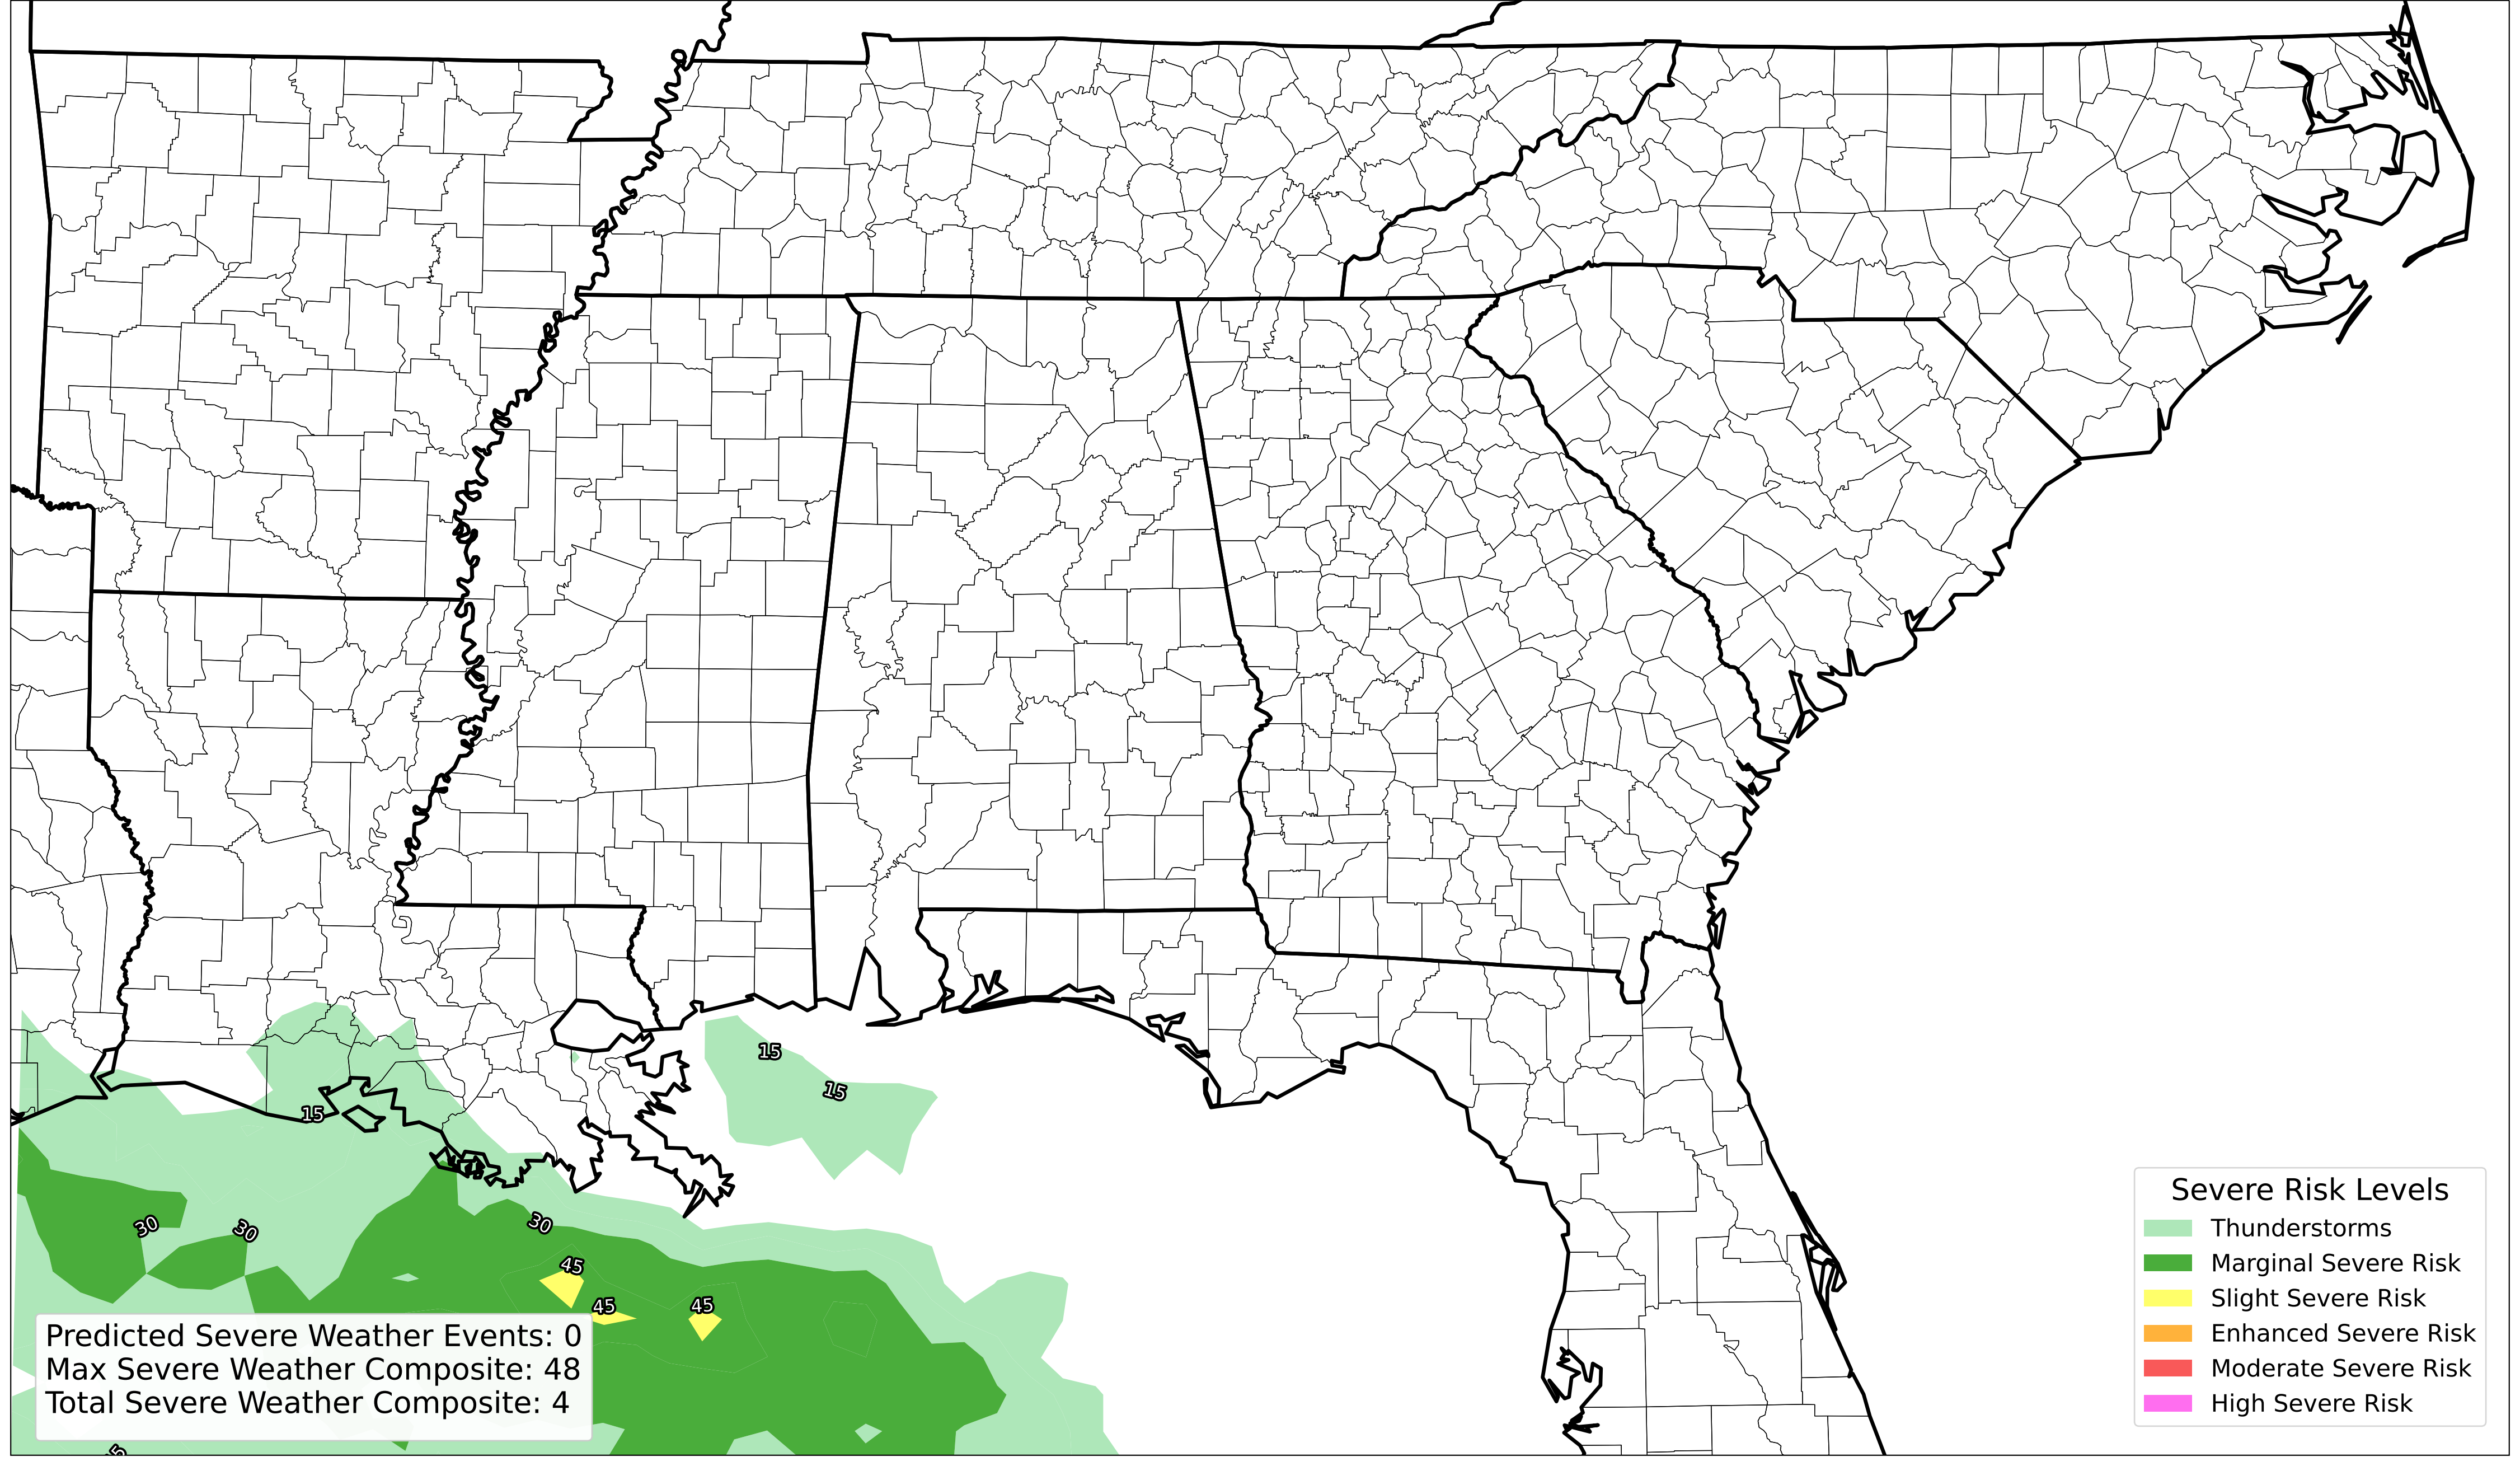 15
15
15
30
30
30
45
45
45
Severe Risk Levels
Thunderstorms
Marginal Severe Risk
Slight Severe Risk
Enhanced Severe Risk
Moderate Severe Risk
High Severe Risk
Predicted Severe Weather Events: 0
Max Severe Weather Composite: 48
Total Severe Weather Composite: 4